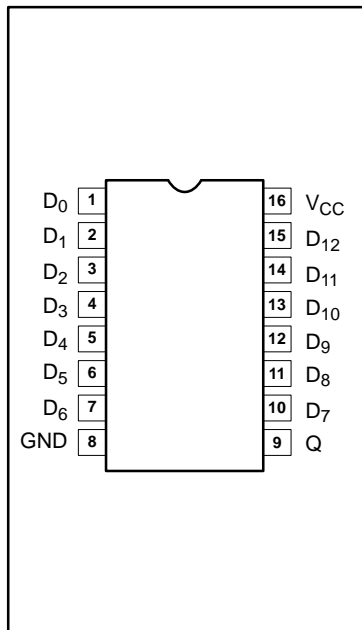 D0 1 16 VCC
D1 2 15 D12
D2 3 14 D11
D3 4 13 D10
D4 5 12 D9
D5 6 11 D8
D6 7 10 D7
GND 8 9 Q